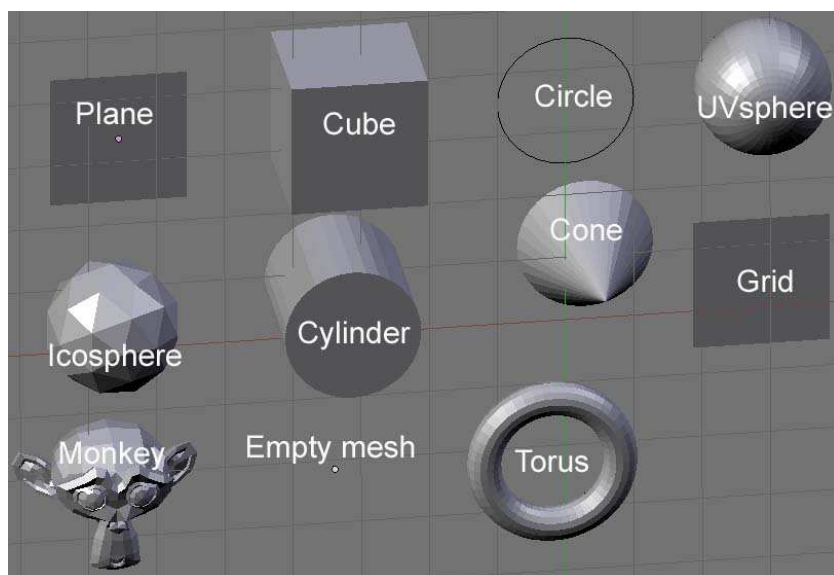 Plane
Cube
Circle
UVsphere
Icosphere
Cylinder
Cone
Grid
Monkey
Empty mesh
Torus